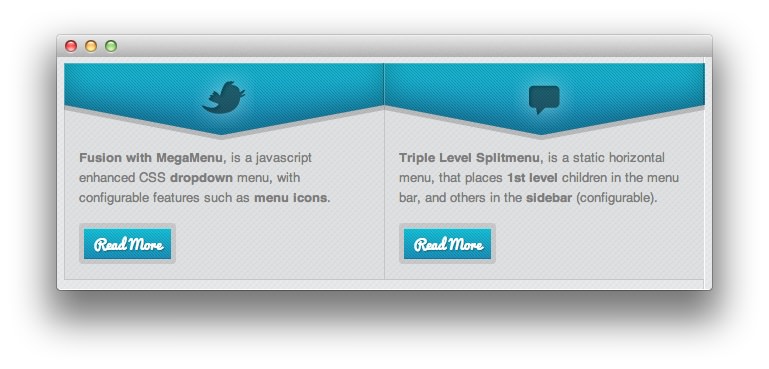 Fusion with MegaMenu, is a javascript
enhanced CSS dropdown menu, with
configurable features such as menu icons.
Read More
Triple Level Splitmenu, is a static horizontal
menu, that places 1st level children in the menu
bar, and others in the sidebar (configurable).
Read More